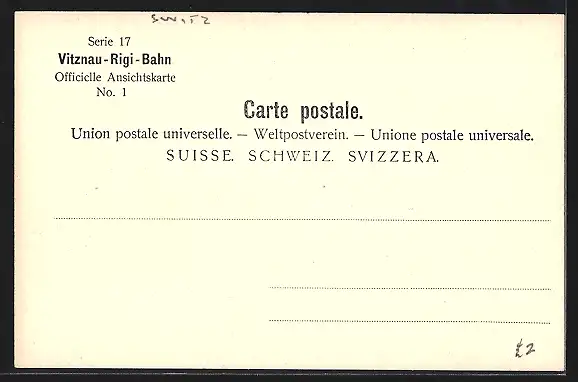 SWITZ
Serie 17
Vitznau-Rigi-Bahn
Officielle Ansichtskarte
No. 1
Carte postale.
Union postale universelle. — Weltpostverein. — Unione postale universale.
SUISSE. SCHWEIZ. SVIZZERA.
£2